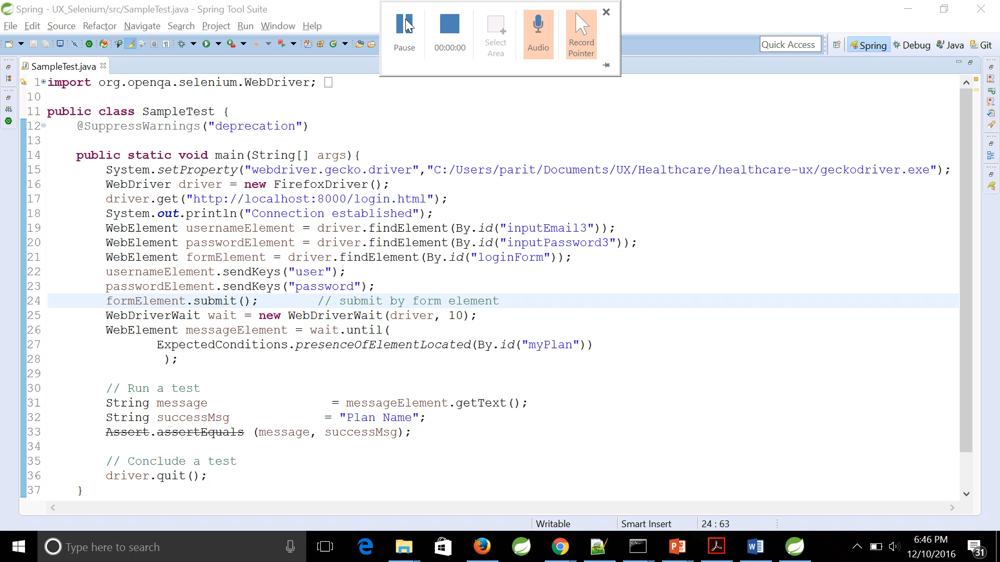 Spring - UX_Selenium/src/SampleTest.java - Spring Tool Suite
File Edit Source Refactor Navigate Search Project Run Window Help
Pause
00:00:00
Select Area
Audio
Record Pointer
Quick Access
Spring Debug Java Git
SampleTest.java
1 import org.openqa.selenium.WebDriver;
10
11 public class SampleTest {
12 @SuppressWarnings("deprecation")
13
14 public static void main(String[] args){
15 System.setProperty("webdriver.gecko.driver","C:/Users/parit/Documents/UX/Healthcare/healthcare-ux/geckodriver.exe");
16 WebDriver driver = new FirefoxDriver();
17 driver.get("http://localhost:8000/login.html");
18 System.out.println("Connection established");
19 WebElement usernameElement = driver.findElement(By.id("inputEmail3"));
20 WebElement passwordElement = driver.findElement(By.id("inputPassword3"));
21 WebElement formElement = driver.findElement(By.id("loginForm"));
22 usernameElement.sendKeys("user");
23 passwordElement.sendKeys("password");
24 formElement.submit(); // submit by form element
25 WebDriverWait wait = new WebDriverWait(driver, 10);
26 WebElement messageElement = wait.until(
27 ExpectedConditions.presenceOfElementLocated(By.id("myPlan"))
28 );
29
30 // Run a test
31 String message = messageElement.getText();
32 String successMsg = "Plan Name";
33 Assert.assertEquals (message, successMsg);
34
35 // Conclude a test
36 driver.quit();
37 }
Writable Smart Insert 24 : 63
Type here to search
6:46 PM
12/10/2016
31